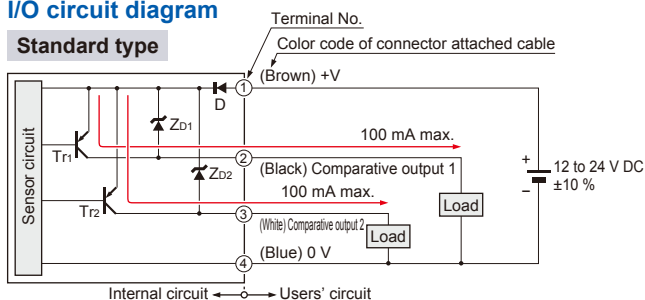 I/O circuit diagram
Terminal No.
Standard type
Color code of connector attached cable
1 (Brown) +V
D
ZD1
100 mA max.
Tr1
2
(Black) Comparative output 1
+
12 to 24 V DC
±10 %
−
Sensor circuit
ZD2
100 mA max.
Load
Tr2
3
(White) Comparative output 2
Load
4 (Blue) 0 V
Internal circuit
Users' circuit